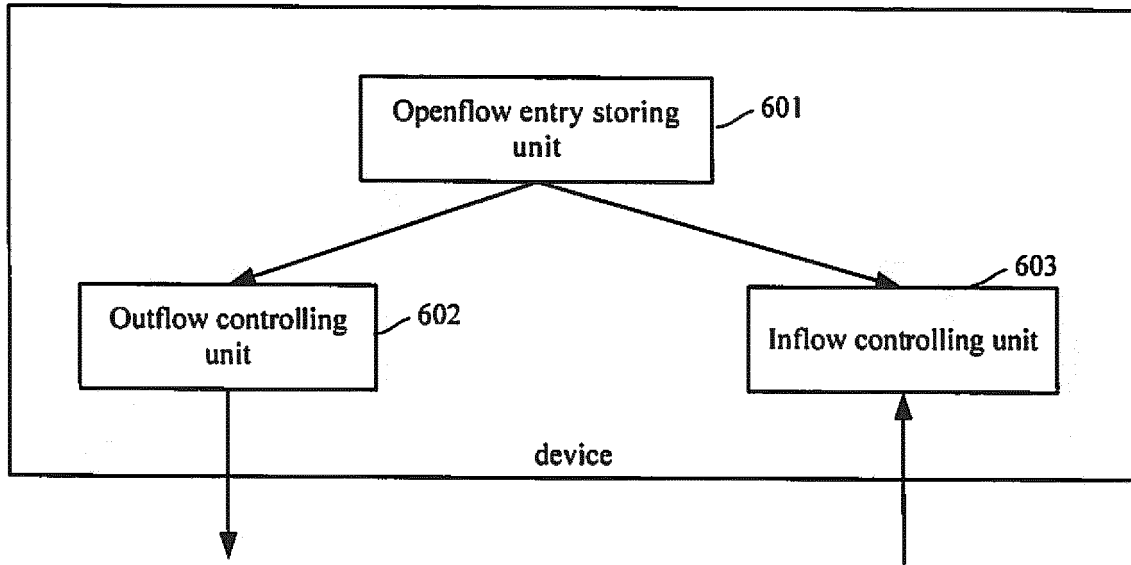 Openflow entry storing
unit
601
603
Outflow controlling
unit
602
Inflow controlling unit
device